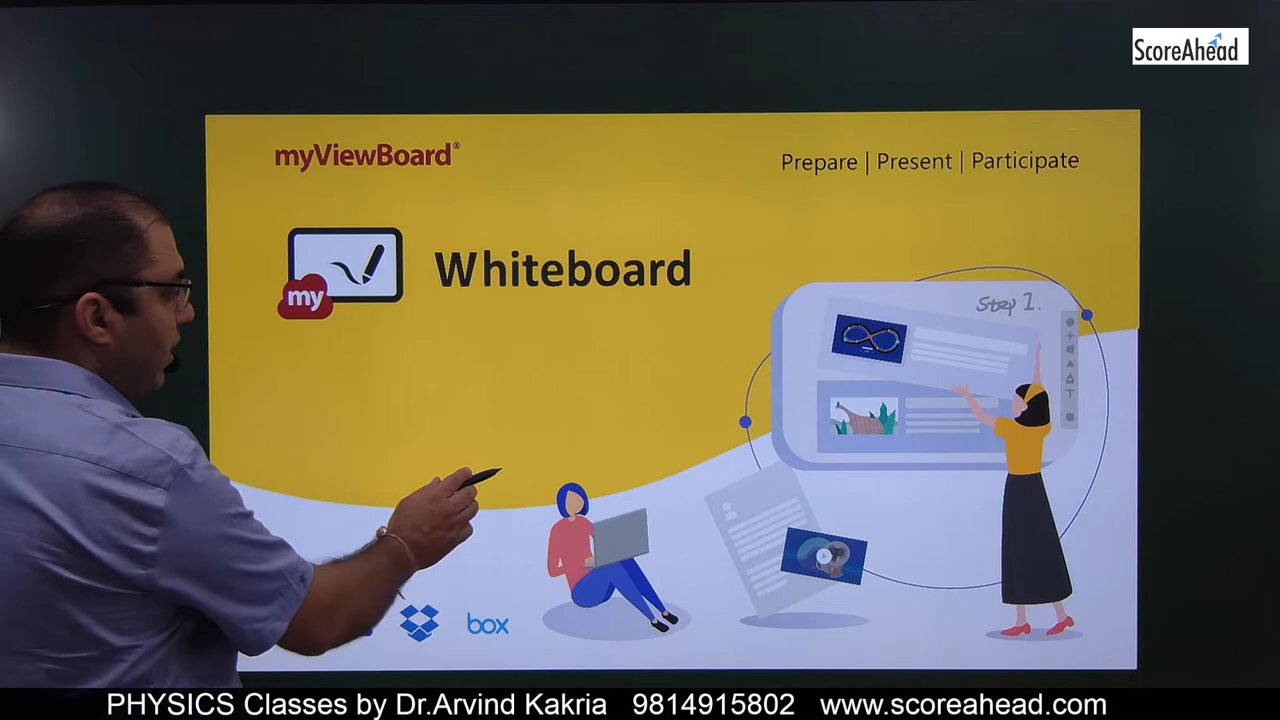 ScoreAhead
myViewBoard®
Prepare | Present | Participate
my
Whiteboard
Step 1.
box
PHYSICS Classes by Dr.Arvind Kakria 9814915802 www.scoreahead.com